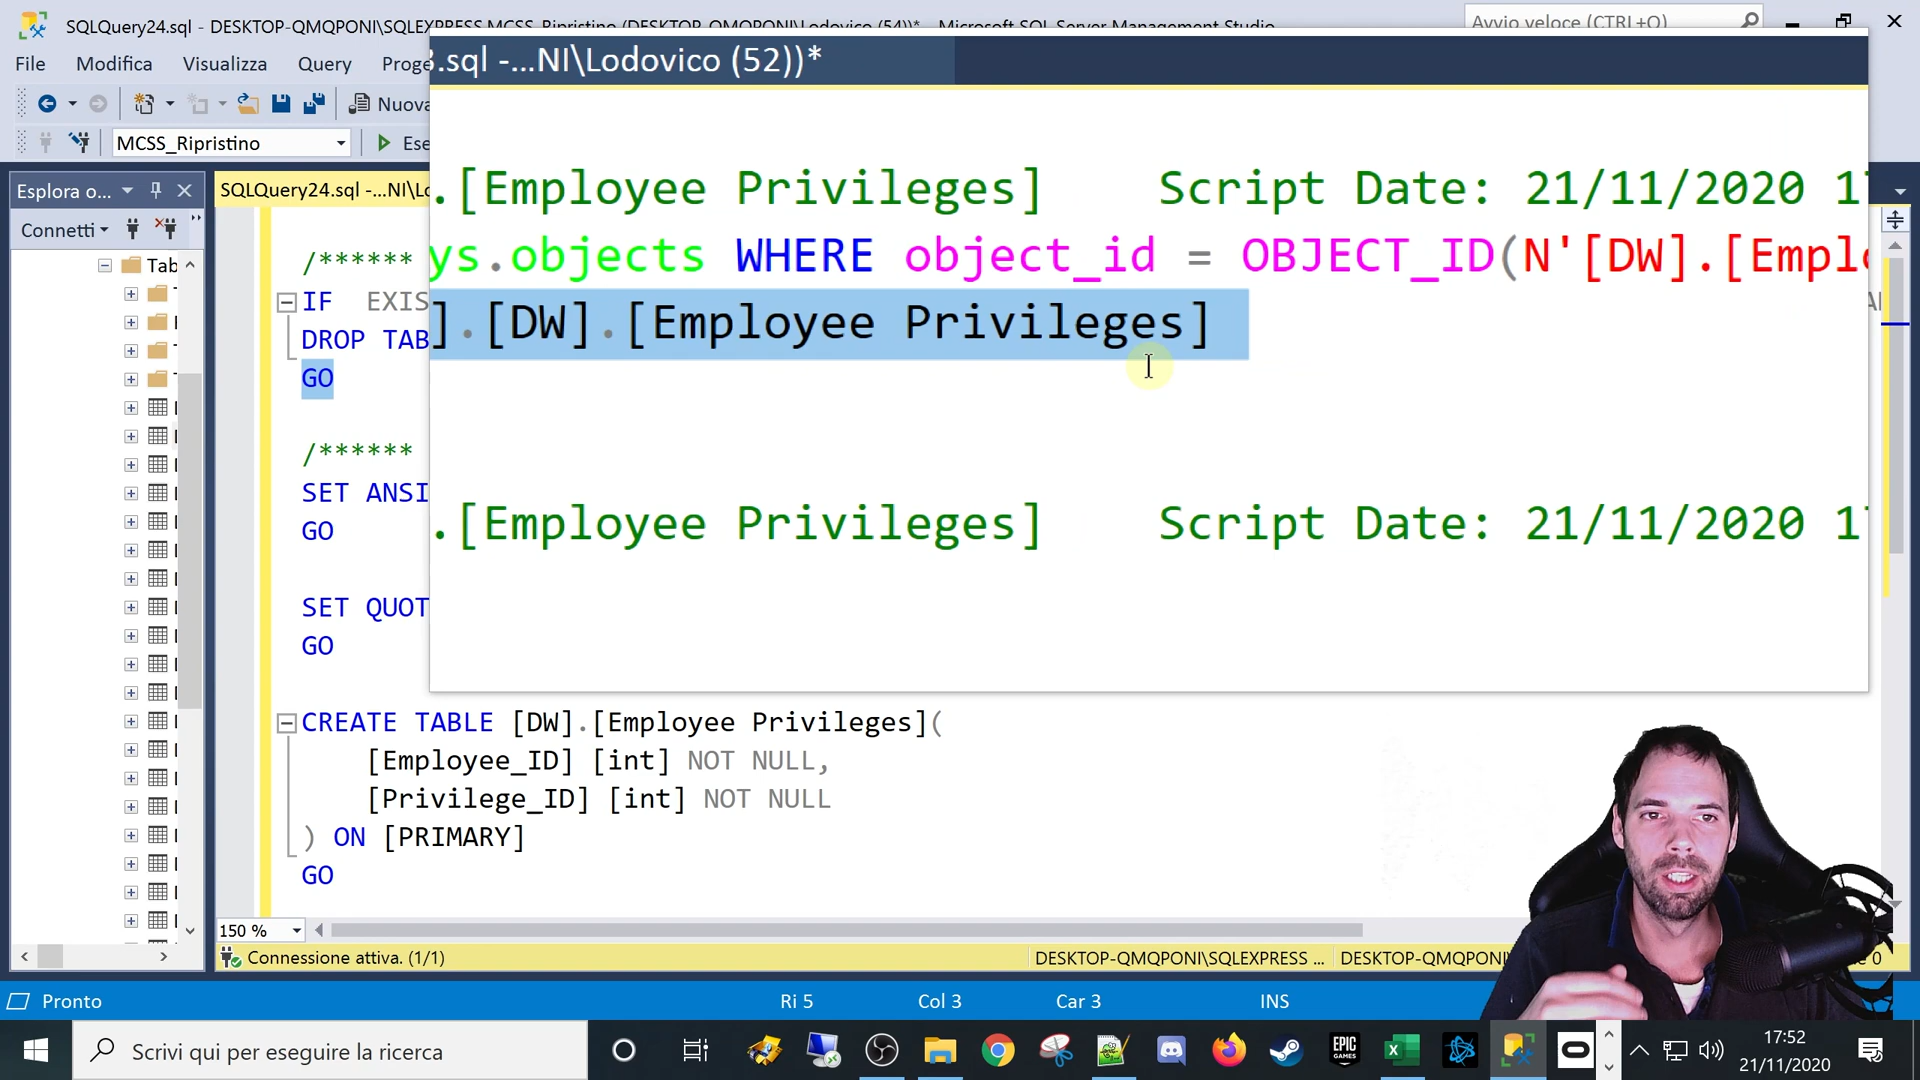 SQLQuery24.sql - DESKTOP-QMQPONI\SQLEXPRESS.MCSS_Ripristino (DESKTOP-QMQPONI\Lodovico (54))* - Microsoft SQL Server Management Studio
Avvio veloce (CTRL+Q)
File Modifica Visualizza Query Proge
.sql -...NI\Lodovico (52))*
Nuova
MCSS_Ripristino
Ese
Esplora o...
SQLQuery24.sql -...NI\Lo
Connetti
Tab
.[Employee Privileges] Script Date: 21/11/2020 17
/******
ys.objects WHERE object_id = OBJECT_ID(N'[DW].[Emplo
IF EXIS
].[DW].[Employee Privileges]
DROP TAB
GO
/******
SET ANSI
.[Employee Privileges] Script Date: 21/11/2020 17
GO
SET QUOT
GO
CREATE TABLE [DW].[Employee Privileges](
[Employee_ID] [int] NOT NULL,
[Privilege_ID] [int] NOT NULL
) ON [PRIMARY]
GO
150 %
Connessione attiva. (1/1)
DESKTOP-QMQPONI\SQLEXPRESS ...
DESKTOP-QMQPONI\
0
Pronto
Ri 5
Col 3
Car 3
INS
Scrivi qui per eseguire la ricerca
EPIC
GAMES
17:52
21/11/2020